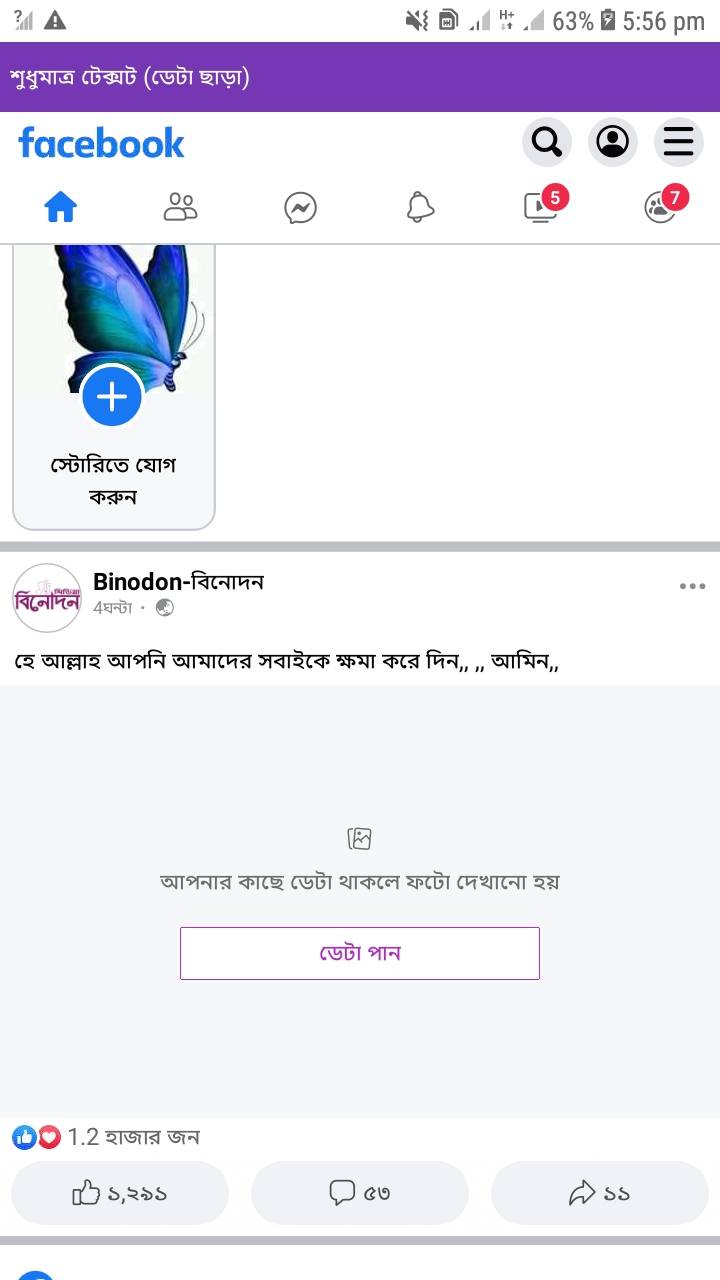 63% 5:56 pm
শুধুমাত্র টেক্সট (ডেটা ছাড়া)
facebook
5
7
স্টোরিতে যোগ
করুন
Binodon-বিনোদন
4ঘন্টা ·
হে আল্লাহ আপনি আমাদের সবাইকে ক্ষমা করে দিন,, ,, আমিন,,
আপনার কাছে ডেটা থাকলে ফটো দেখানো হয়
ডেটা পান
1.2 হাজার জন
১,২৯১
৫৩
১১